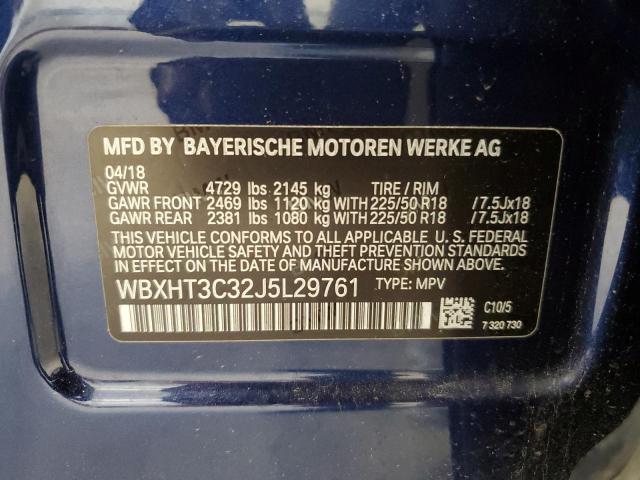 MFD BY BAYERISCHE MOTOREN WERKE AG
04/18
GVWR 4729 lbs 2145 kg TIRE / RIM
GAWR FRONT 2469 lbs 1120 kg WITH 225/50 R18 /7.5Jx18
GAWR REAR 2381 lbs 1080 kg WITH 225/50 R18 /7.5Jx18
THIS VEHICLE CONFORMS TO ALL APPLICABLE U. S. FEDERAL
MOTOR VEHICLE SAFETY AND THEFT PREVENTION STANDARDS
IN EFFECT ON THE DATE OF MANUFACTURE SHOWN ABOVE.
WBXHT3C32J5L29761 TYPE: MPV
C10/5
7 320 730